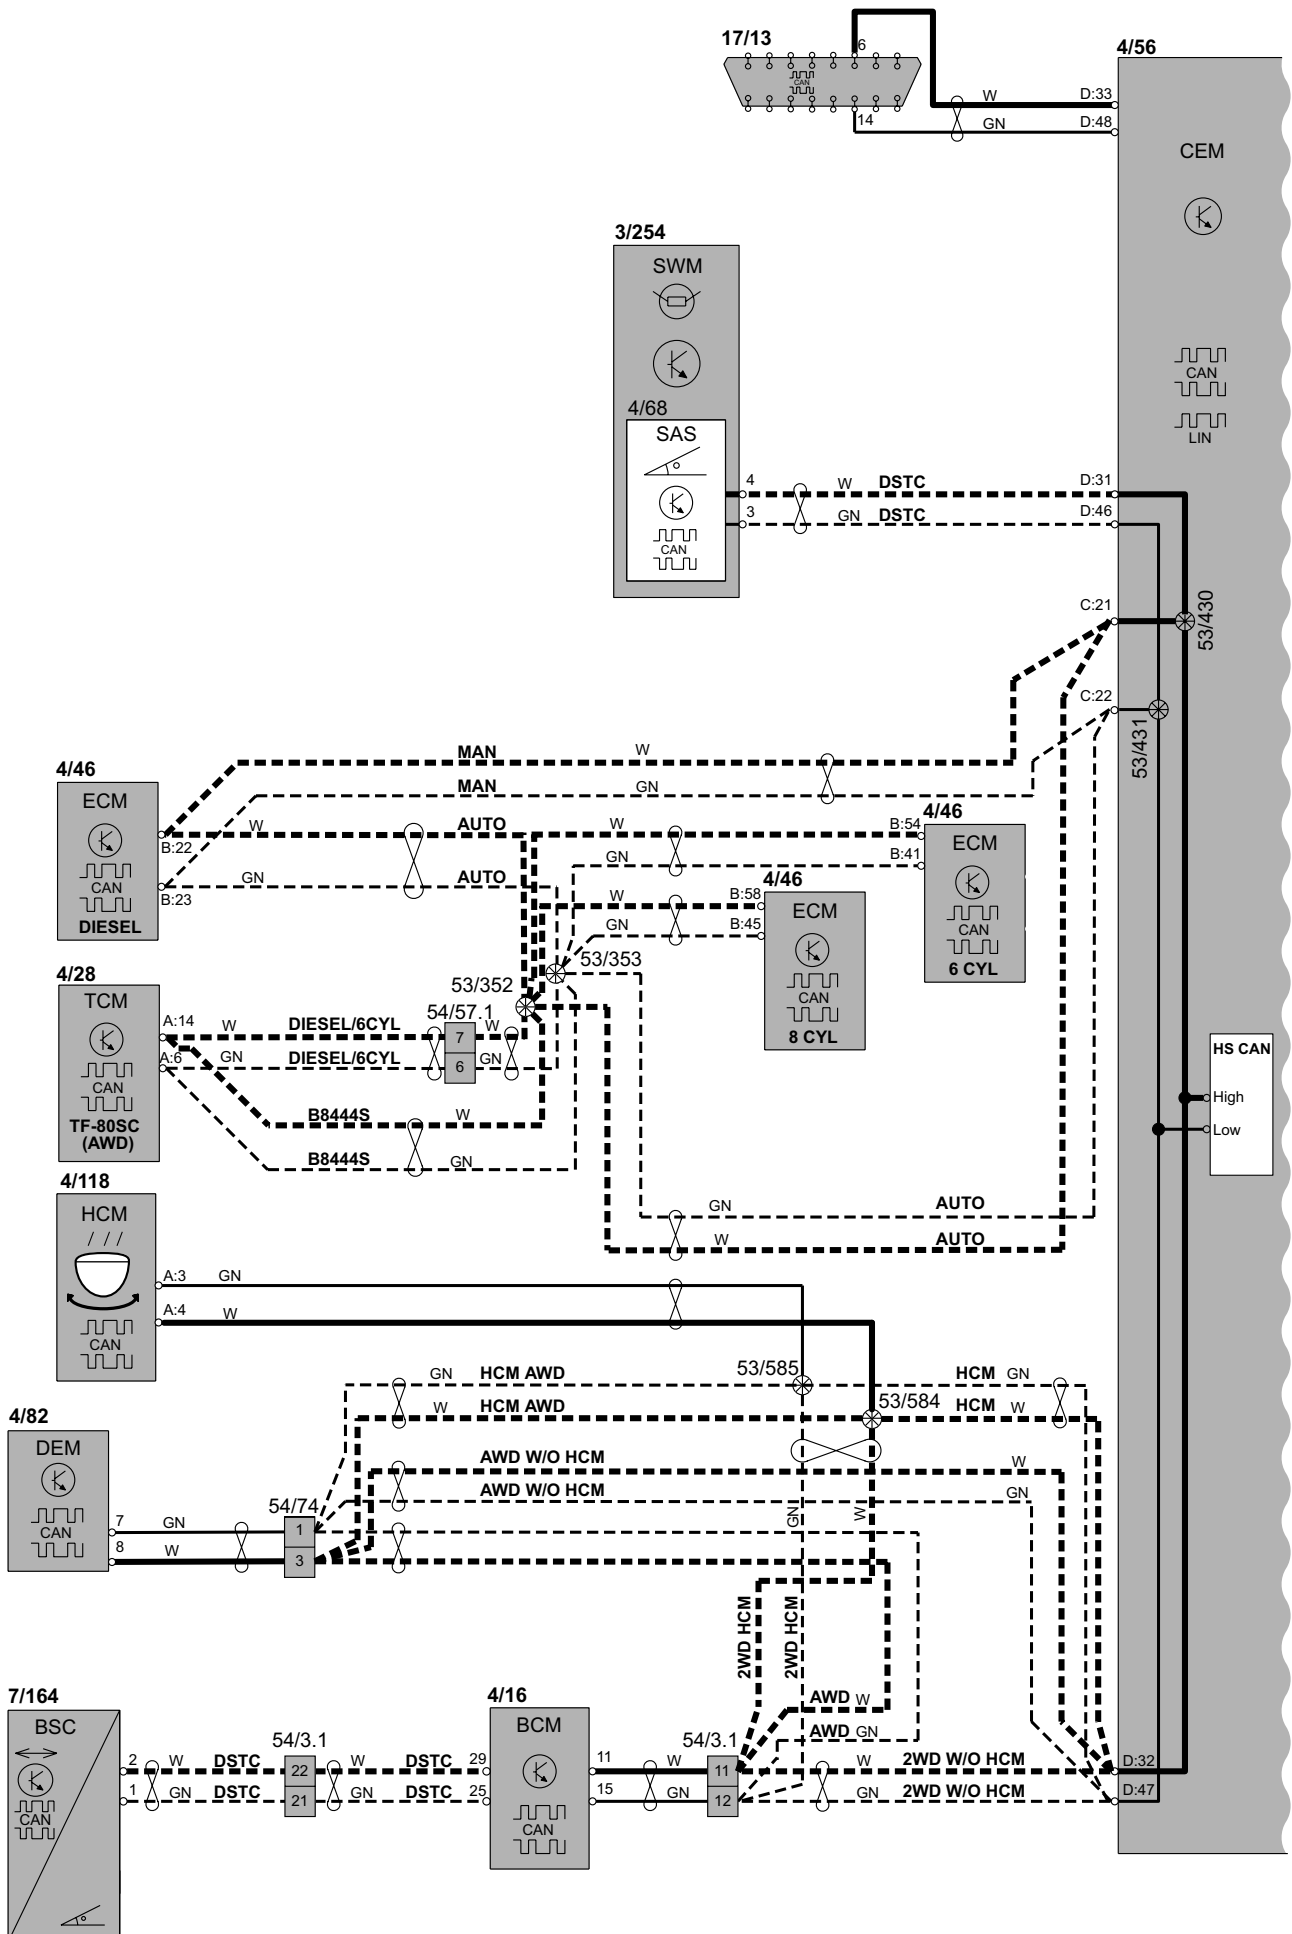 17/13
6
4/56
CAN
W
D:33
14
GN
D:48
CEM
3/254
SWM
CAN
4/68
LIN
SAS
4
W
DSTC
D:31
3
GN
DSTC
D:46
CAN
C:21
53/430
C:22
53/431
MAN
W
4/46
MAN
GN
ECM
W
AUTO
W
B:54
4/46
B:22
GN
B:41
ECM
CAN
GN
AUTO
4/46
B:23
W
B:58
ECM
DIESEL
GN
B:45
CAN
53/353
6 CYL
4/28
53/352
CAN
TCM
A:14
54/57.1
W
DIESEL/6CYL
7
W
8 CYL
A:6
GN
DIESEL/6CYL
6
GN
HS CAN
CAN
High
B8444S
W
TF-80SC
Low
(AWD)
B8444S
GN
4/118
HCM
GN
AUTO
W
AUTO
A:3
GN
A:4
W
CAN
53/585
GN
HCM AWD
HCM
GN
53/584
W
HCM AWD
HCM
W
4/82
DEM
AWD W/O HCM
W
AWD W/O HCM
GN
54/74
GN
W
CAN
7
GN
1
8
W
3
2WD HCM
2WD HCM
7/164
4/16
AWD
W
BSC
BCM
AWD
GN
54/3.1
54/3.1
2
W
DSTC
22
W
DSTC
29
11
W
11
W
2WD W/O HCM
D:32
1
GN
DSTC
21
GN
DSTC
25
15
GN
12
GN
2WD W/O HCM
D:47
CAN
CAN